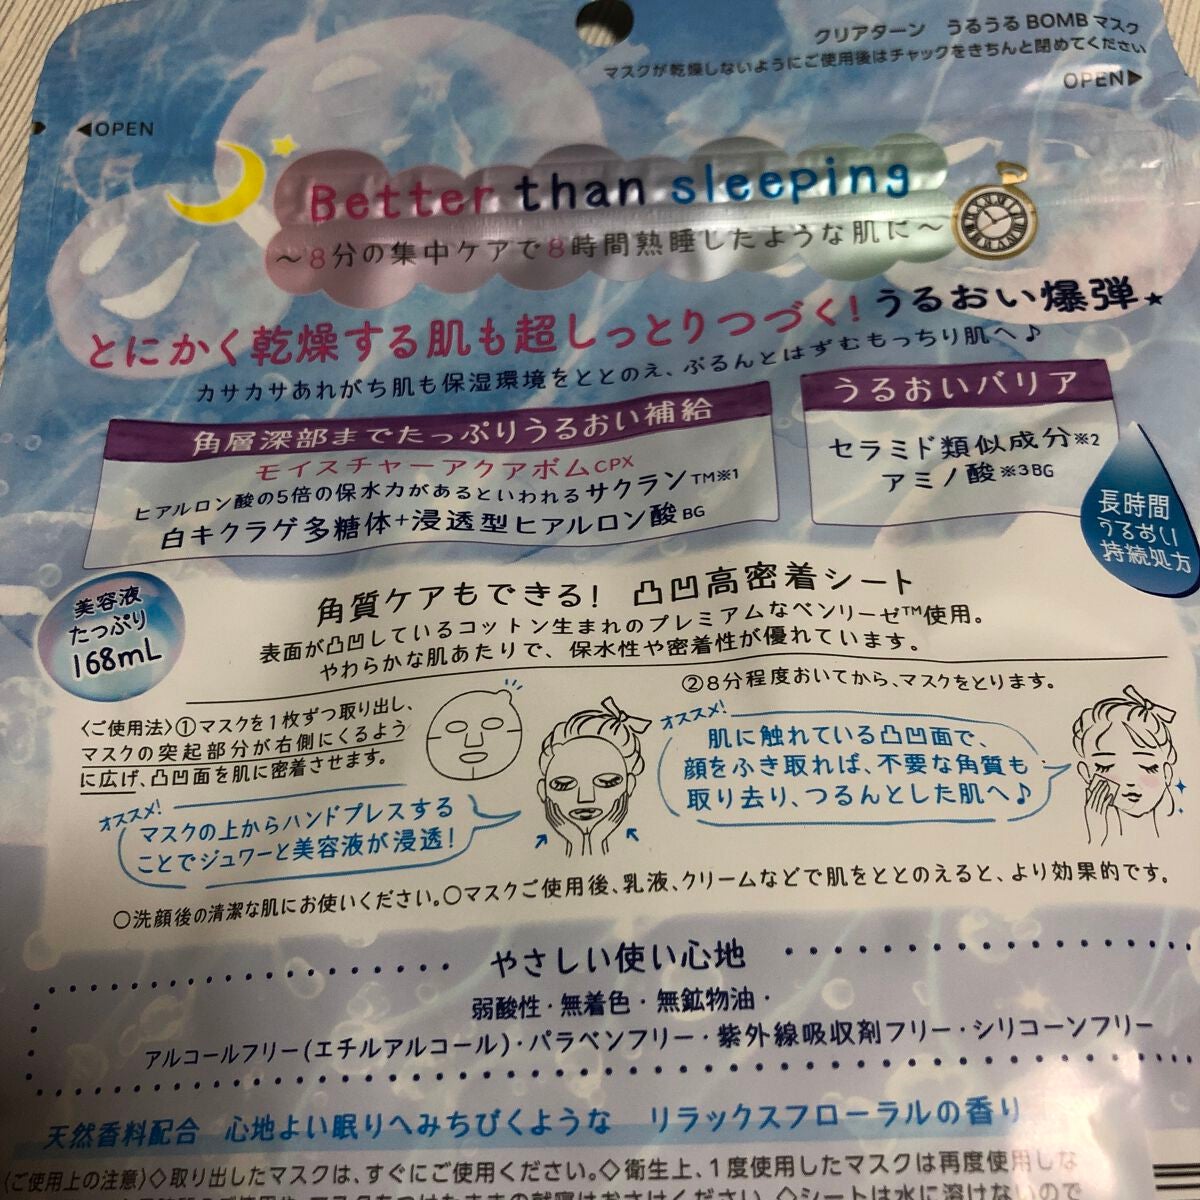 クリアターン うるうるBOMBマスク
マスクが乾燥しないようにご使用後はチャックをきちんと閉めてください
OPEN▶
◀OPEN
Better than sleeping
～8分の集中ケアで8時間熟睡したような肌に～
とにかく乾燥する肌も超しっとりつづく!うるおい爆弾★
カサカサあれがち肌も保湿環境をととのえ、ぷるんとはずむもっちり肌へ♪
角層深部までたっぷりうるおい補給
モイスチャーアクアボムCPX
ヒアルロン酸の5倍の保水力があるといわれるサクラン™※1
白キクラゲ多糖体+浸透型ヒアルロン酸BG
うるおいバリア
セラミド類似成分※2
アミノ酸※3BG
長時間
うるおい
持続処方
美容液
たっぷり
168mL
角質ケアもできる! 凸凹高密着シート
表面が凸凹しているコットン生まれのプレミアムなベンリーゼ™使用。
やわらかな肌あたりで、保水性や密着性が優れています。
〈ご使用法〉①マスクを1枚ずつ取り出し、
マスクの突起部分が右側にくるよう
に広げ、凸凹面を肌に密着させます。
オススメ!
マスクの上からハンドプレスする
ことでジュワーと美容液が浸透!
②8分程度おいてから、マスクをとります。
オススメ!
肌に触れている凸凹面で、
顔をふき取れば、不要な角質も
取り去り、つるんとした肌へ♪
○洗顔後の清潔な肌にお使いください。○マスクご使用後、乳液、クリームなどで肌をととのえると、より効果的です。
やさしい使い心地
弱酸性・無着色・無鉱物油・
アルコールフリー(エチルアルコール)・パラベンフリー・紫外線吸収剤フリー・シリコーンフリー
天然香料配合 心地よい眠りへみちびくような リラックスフローラルの香り
〈ご使用上の注意〉◇取り出したマスクは、すぐにご使用ください。◇衛生上、1度使用したマスクは再度使用しな
◇シートは水に溶けないので